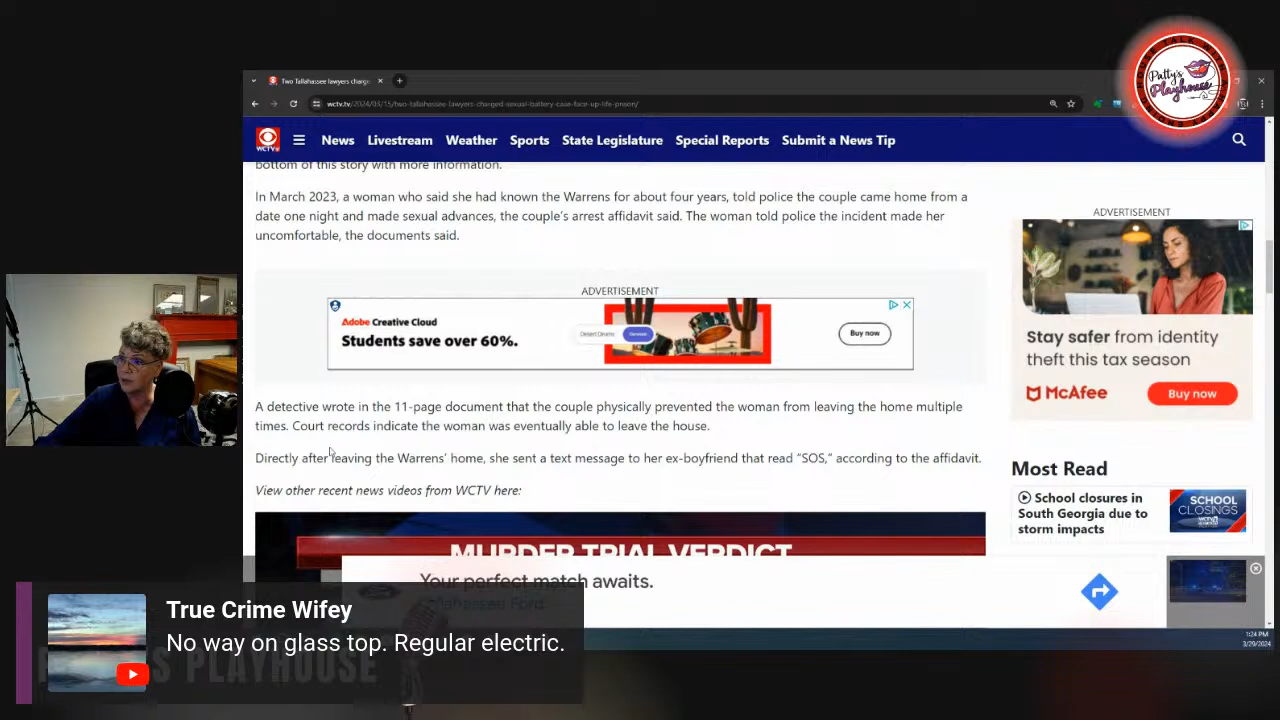 Two Tallahassee lawyers charge
wctv.tv/2024/03/15/two-tallahassee-lawyers-charged-sexual-battery-case-face-up-life-prison/
Patty's
Playhouse
WCTV
News Livestream Weather Sports State Legislature Special Reports Submit a News Tip
bottom of this story with more information.
In March 2023, a woman who said she had known the Warrens for about four years, told police the couple came home from a
date one night and made sexual advances, the couple's arrest affidavit said. The woman told police the incident made her
uncomfortable, the documents said.
ADVERTISEMENT
Adobe Creative Cloud
Students save over 60%.
Buy now
A detective wrote in the 11-page document that the couple physically prevented the woman from leaving the home multiple
times. Court records indicate the woman was eventually able to leave the house.
Directly after leaving the Warrens' home, she sent a text message to her ex-boyfriend that read "SOS," according to the affidavit.
View other recent news videos from WCTV here:
MURDER TRIAL VERDICT
ADVERTISEMENT
Stay safer from identity
theft this tax season
McAfee
Buy now
Most Read
School closures in
South Georgia due to
storm impacts
SCHOOL
CLOSINGS
Your perfect match awaits.
Tallahassee Ford
True Crime Wifey
No way on glass top. Regular electric.
S PLAYHOUSE
1:24 PM
3/29/2024